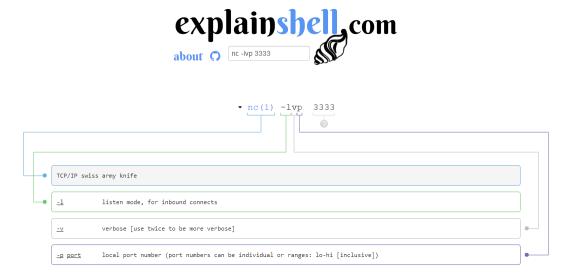 explainshell.com
about
nc -lvp 3333
nc(1) -lvp 3333
TCP/IP swiss army knife
-l listen mode, for inbound connects
-v verbose [use twice to be more verbose]
-p port local port number (port numbers can be individual or ranges: lo-hi [inclusive])